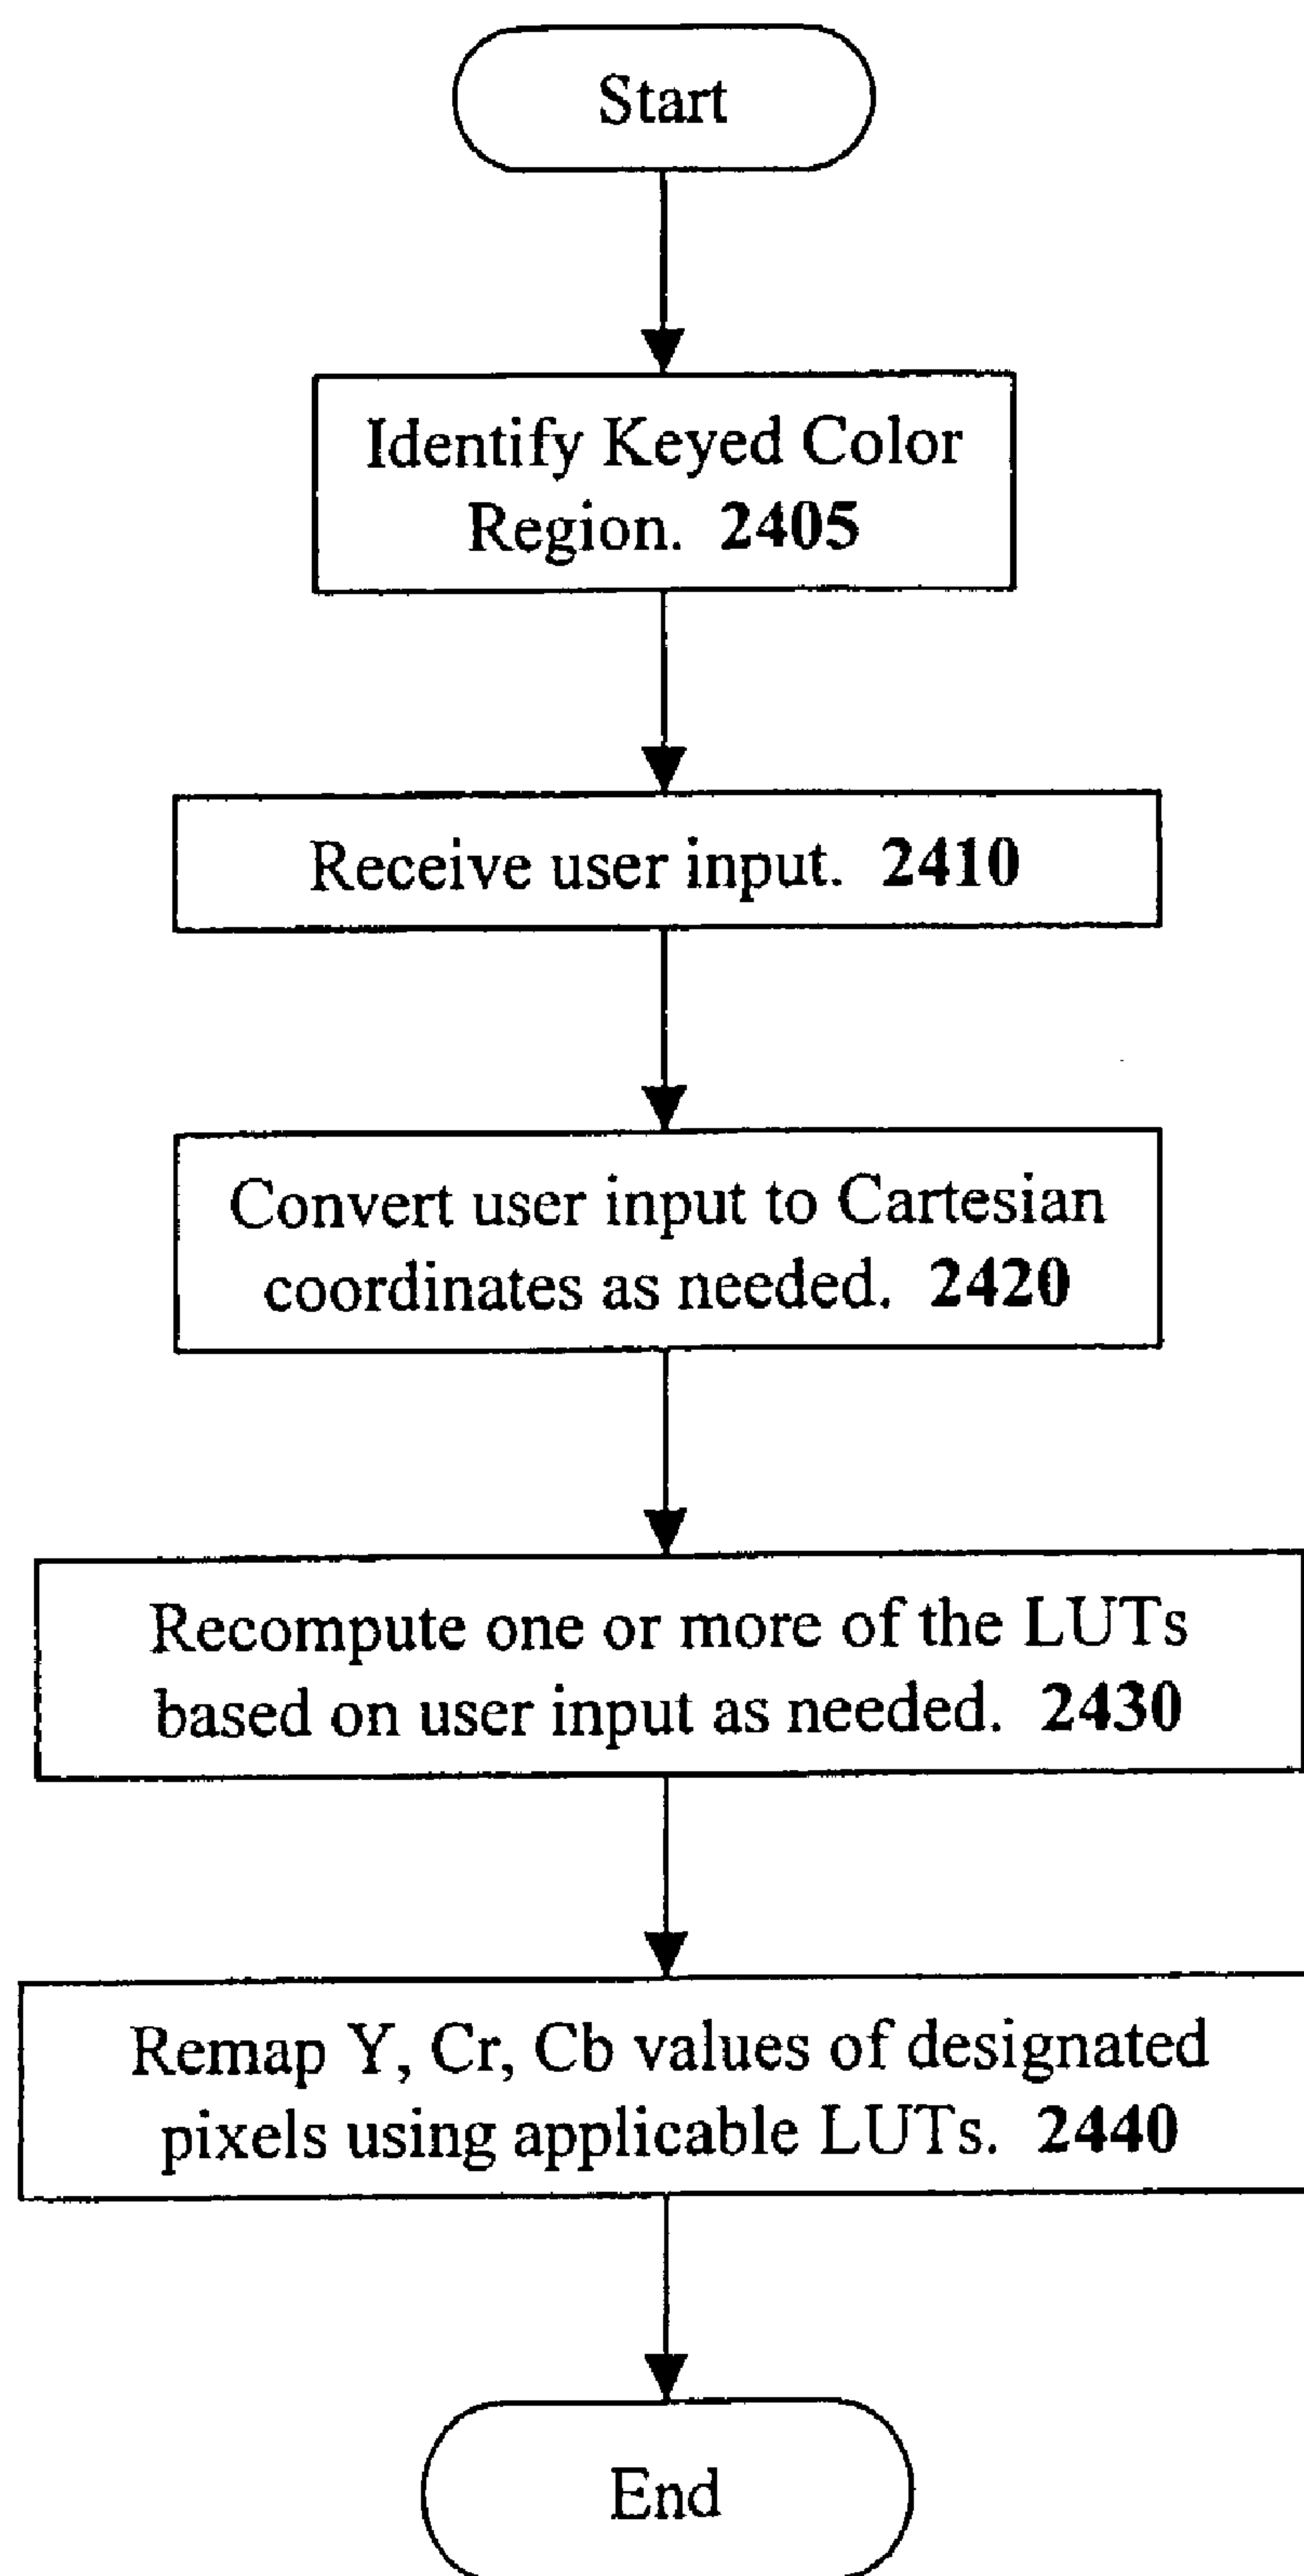 Start
Identify Keyed Color
Region. 2405
Receive user input. 2410
Convert user input to Cartesian
coordinates as needed. 2420
Recompute one or more of the LUTs
based on user input as needed. 2430
Remap Y, Cr, Cb values of designated
pixels using applicable LUTs. 2440
End